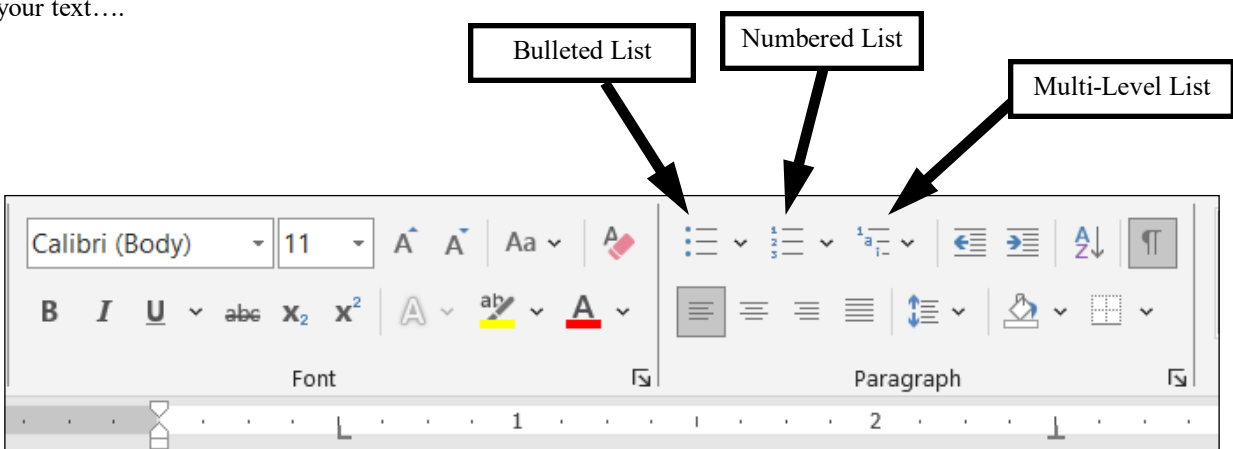 your text….
Bulleted List
Numbered List
Multi-Level List
Calibri (Body) 11 A A Aa A
B I U abc X₂ X² A ab A
Font Paragraph
1 2